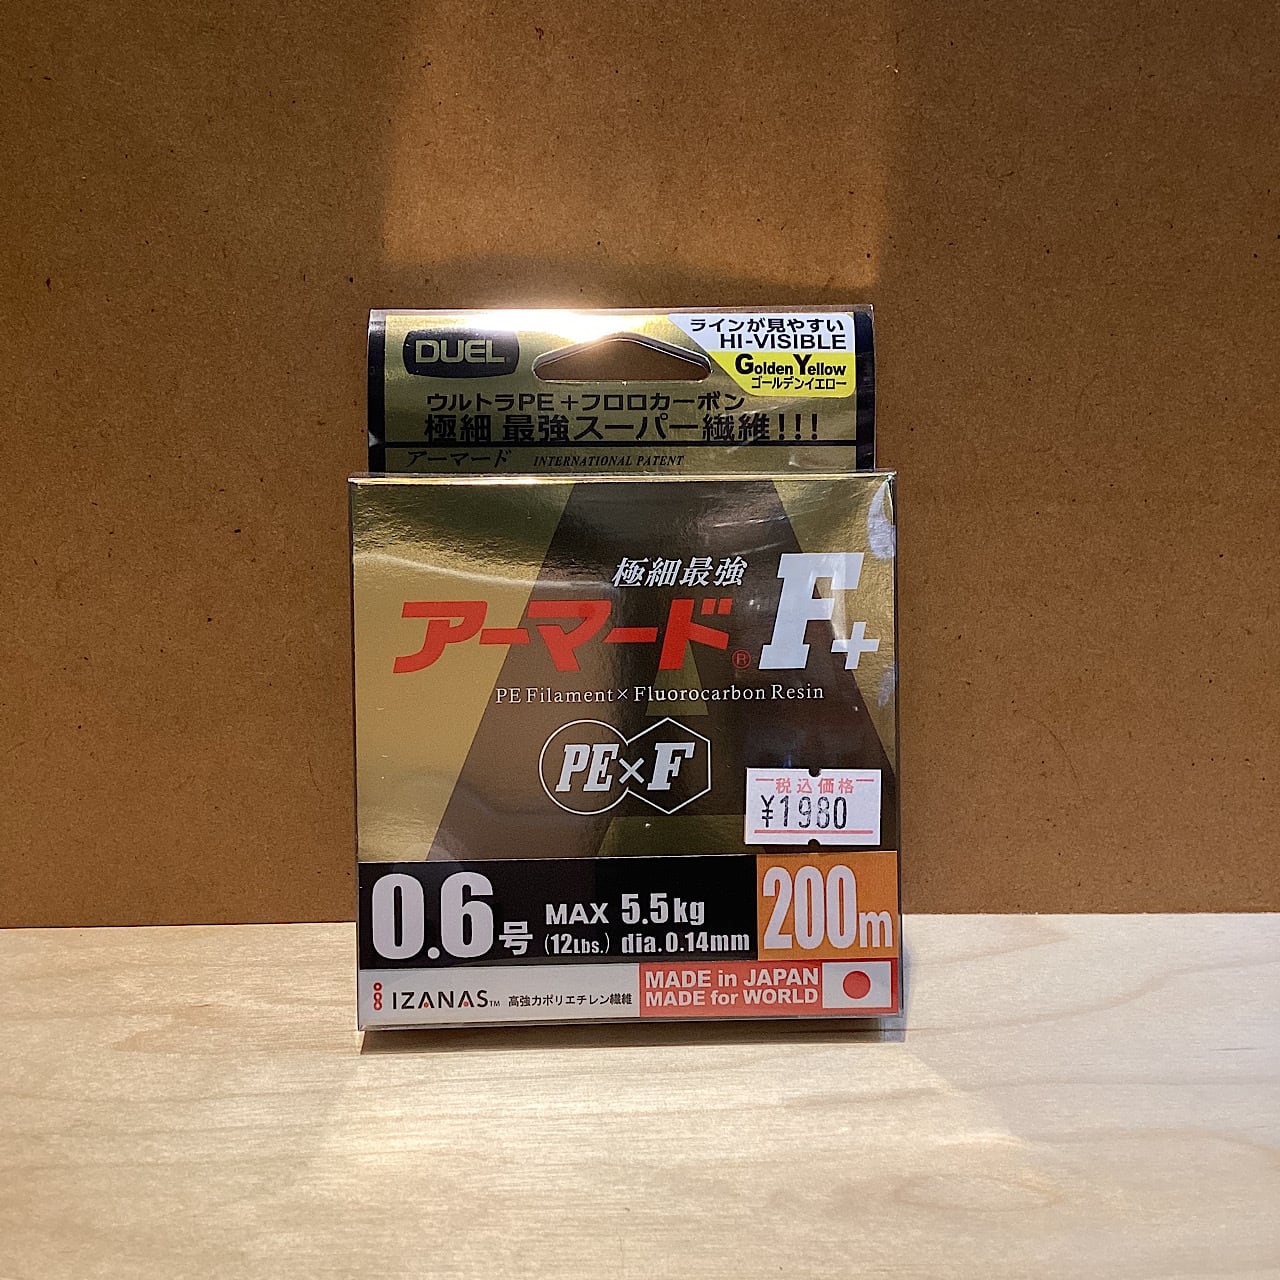 DUEL®
ラインが見やすい
HI-VISIBLE
Golden Yellow
ゴールデンイエロー
ウルトラPE+フロロカーボン
極細 最強スーパー繊維!!!
アーマード INTERNATIONAL PATENT
極細最強
アーマード® F+
PE Filament×Fluorocarbon Resin
PE×F
税込価格
¥1980
0.6号 MAX 5.5kg
(12Lbs.) dia.0.14mm
200m
IZANAS™ 高強力ポリエチレン繊維
MADE in JAPAN
MADE for WORLD